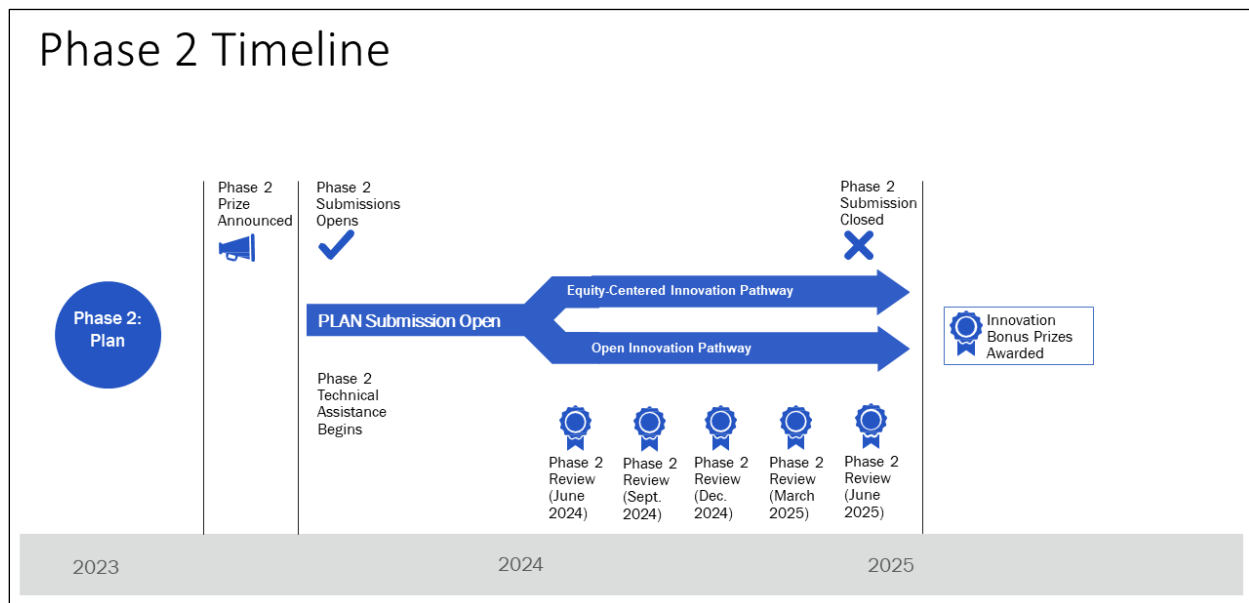 Phase 2 Timeline
Phase 2
Prize
Announced
Phase 2
Submissions
Opens
Phase 2
Submission
Closed
Phase 2:
Plan
PLAN Submission Open
Equity-Centered Innovation Pathway
Open Innovation Pathway
Innovation
Bonus Prizes
Awarded
Phase 2
Technical
Assistance
Begins
Phase 2
Review
(June
2024)
Phase 2
Review
(Sept.
2024)
Phase 2
Review
(Dec.
2024)
Phase 2
Review
(March
2025)
Phase 2
Review
(June
2025)
2023
2024
2025